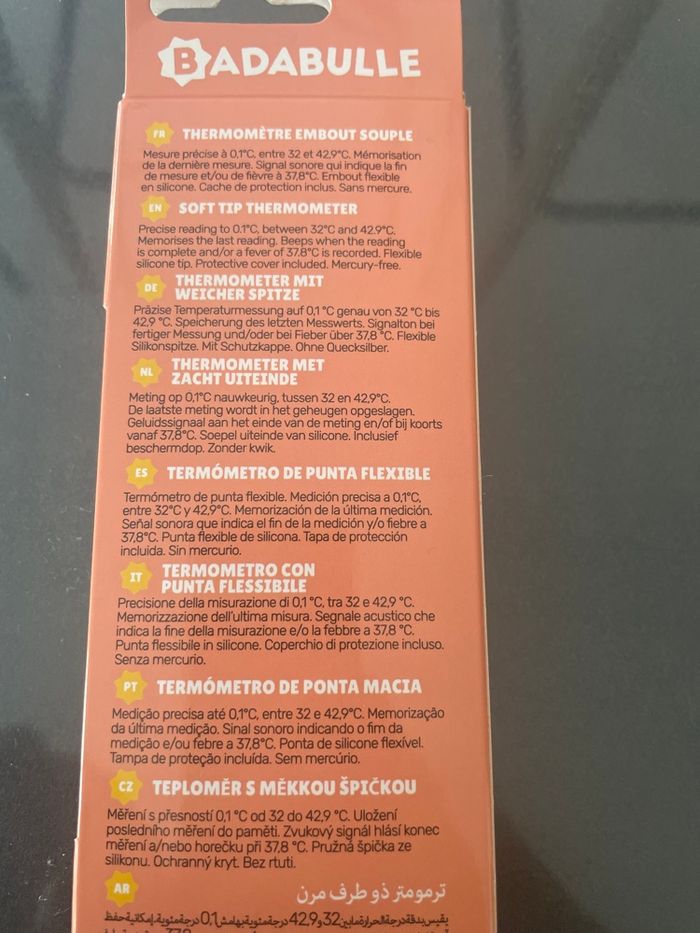 BADABULLE
FR THERMOMÈTRE EMBOUT SOUPLE
Mesure précise à 0,1°C, entre 32 et 42,9°C. Mémorisation
de la dernière mesure. Signal sonore qui indique la fin
de mesure et/ou de fièvre à 37,8°C. Embout flexible
en silicone. Cache de protection inclus. Sans mercure.
EN SOFT TIP THERMOMETER
Precise reading to 0.1°C, between 32°C and 42.9°C.
Memorises the last reading. Beeps when the reading
is complete and/or a fever of 37.8°C is recorded. Flexible
silicone tip. Protective cover included. Mercury-free.
DE THERMOMETER MIT
WEICHER SPITZE
Präzise Temperaturmessung auf 0,1 °C genau von 32 °C bis
42,9 °C. Speicherung des letzten Messwerts. Signalton bei
fertiger Messung und/oder bei Fieber über 37,8 °C. Flexible
Silikonspitze. Mit Schutzkappe. Ohne Quecksilber.
NL THERMOMETER MET
ZACHT UITEINDE
Meting op 0,1°C nauwkeurig, tussen 32 en 42,9°C.
De laatste meting wordt in het geheugen opgeslagen.
Geluidssignaal aan het einde van de meting en/of bij koorts
vanaf 37,8°C. Soepel uiteinde van silicone. Inclusief
beschermdop. Zonder kwik.
ES TERMÓMETRO DE PUNTA FLEXIBLE
Termómetro de punta flexible. Medición precisa a 0,1°C,
entre 32°C y 42,9°C. Memorización de la última medición.
Señal sonora que indica el fin de la medición y/o fiebre a
37,8°C. Punta flexible de silicona. Tapa de protección
incluida. Sin mercurio.
IT TERMOMETRO CON
PUNTA FLESSIBILE
Precisione della misurazione di 0,1 °C, tra 32 e 42,9 °C.
Memorizzazione dell'ultima misura. Segnale acustico che
indica la fine della misurazione e/o la febbre a 37,8 °C.
Punta flessibile in silicone. Coperchio di protezione incluso.
Senza mercurio.
PT TERMÓMETRO DE PONTA MACIA
Medição precisa até 0,1°C, entre 32 e 42,9°C. Memorização
da última medição. Sinal sonoro indicando o fim da
medição e/ou febre a 37,8°C. Ponta de silicone flexível.
Tampa de proteção incluída. Sem mercúrio.
CZ TEPLOMĚR S MĚKKOU ŠPIČKOU
Měření s přesností 0,1 °C od 32 do 42,9 °C. Uložení
posledního měření do paměti. Zvukový signál hlásí konec
měření a/nebo horečku při 37,8 °C. Pružná špička ze
silikonu. Ochranný kryt. Bez rtuti.
AR ترمومتر ذو طرف مرن
يقيس بدقة درجة الحرارة مابين 32 و 42,9 درجة مئوية بهامش 0,1 درجة مئوية. إمكانية حفظ